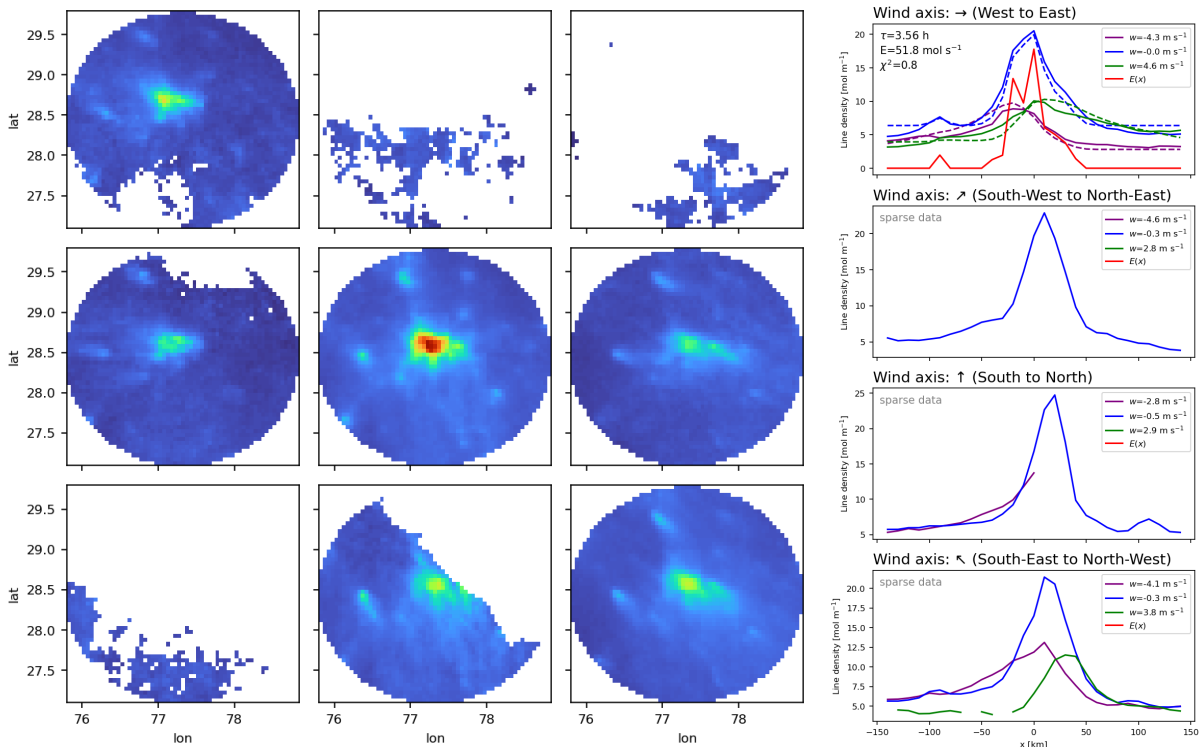 29.5
29.0
28.5
28.0
27.5
lat
29.5
29.0
28.5
28.0
27.5
lat
29.5
29.0
28.5
28.0
27.5
lat
76 77 78
lon
76 77 78
lon
76 77 78
lon
Wind axis: → (West to East)
τ=3.56 h
E=51.8 mol s⁻¹
χ²=0.8
w=-4.3 m s⁻¹
w=-0.0 m s⁻¹
w=4.6 m s⁻¹
E(x)
20
15
10
5
0
Line density [mol m⁻¹]
Wind axis: ↗ (South-West to North-East)
sparse data
w=-4.6 m s⁻¹
w=-0.3 m s⁻¹
w=2.8 m s⁻¹
E(x)
20
15
10
5
Line density [mol m⁻¹]
Wind axis: ↑ (South to North)
sparse data
w=-2.8 m s⁻¹
w=-0.5 m s⁻¹
w=2.9 m s⁻¹
E(x)
25
20
15
10
5
Line density [mol m⁻¹]
Wind axis: ↖ (South-East to North-West)
sparse data
w=-4.1 m s⁻¹
w=-0.3 m s⁻¹
w=3.8 m s⁻¹
E(x)
20.0
17.5
15.0
12.5
10.0
7.5
5.0
Line density [mol m⁻¹]
−150 −100 −50 0 50 100 150
x [km]